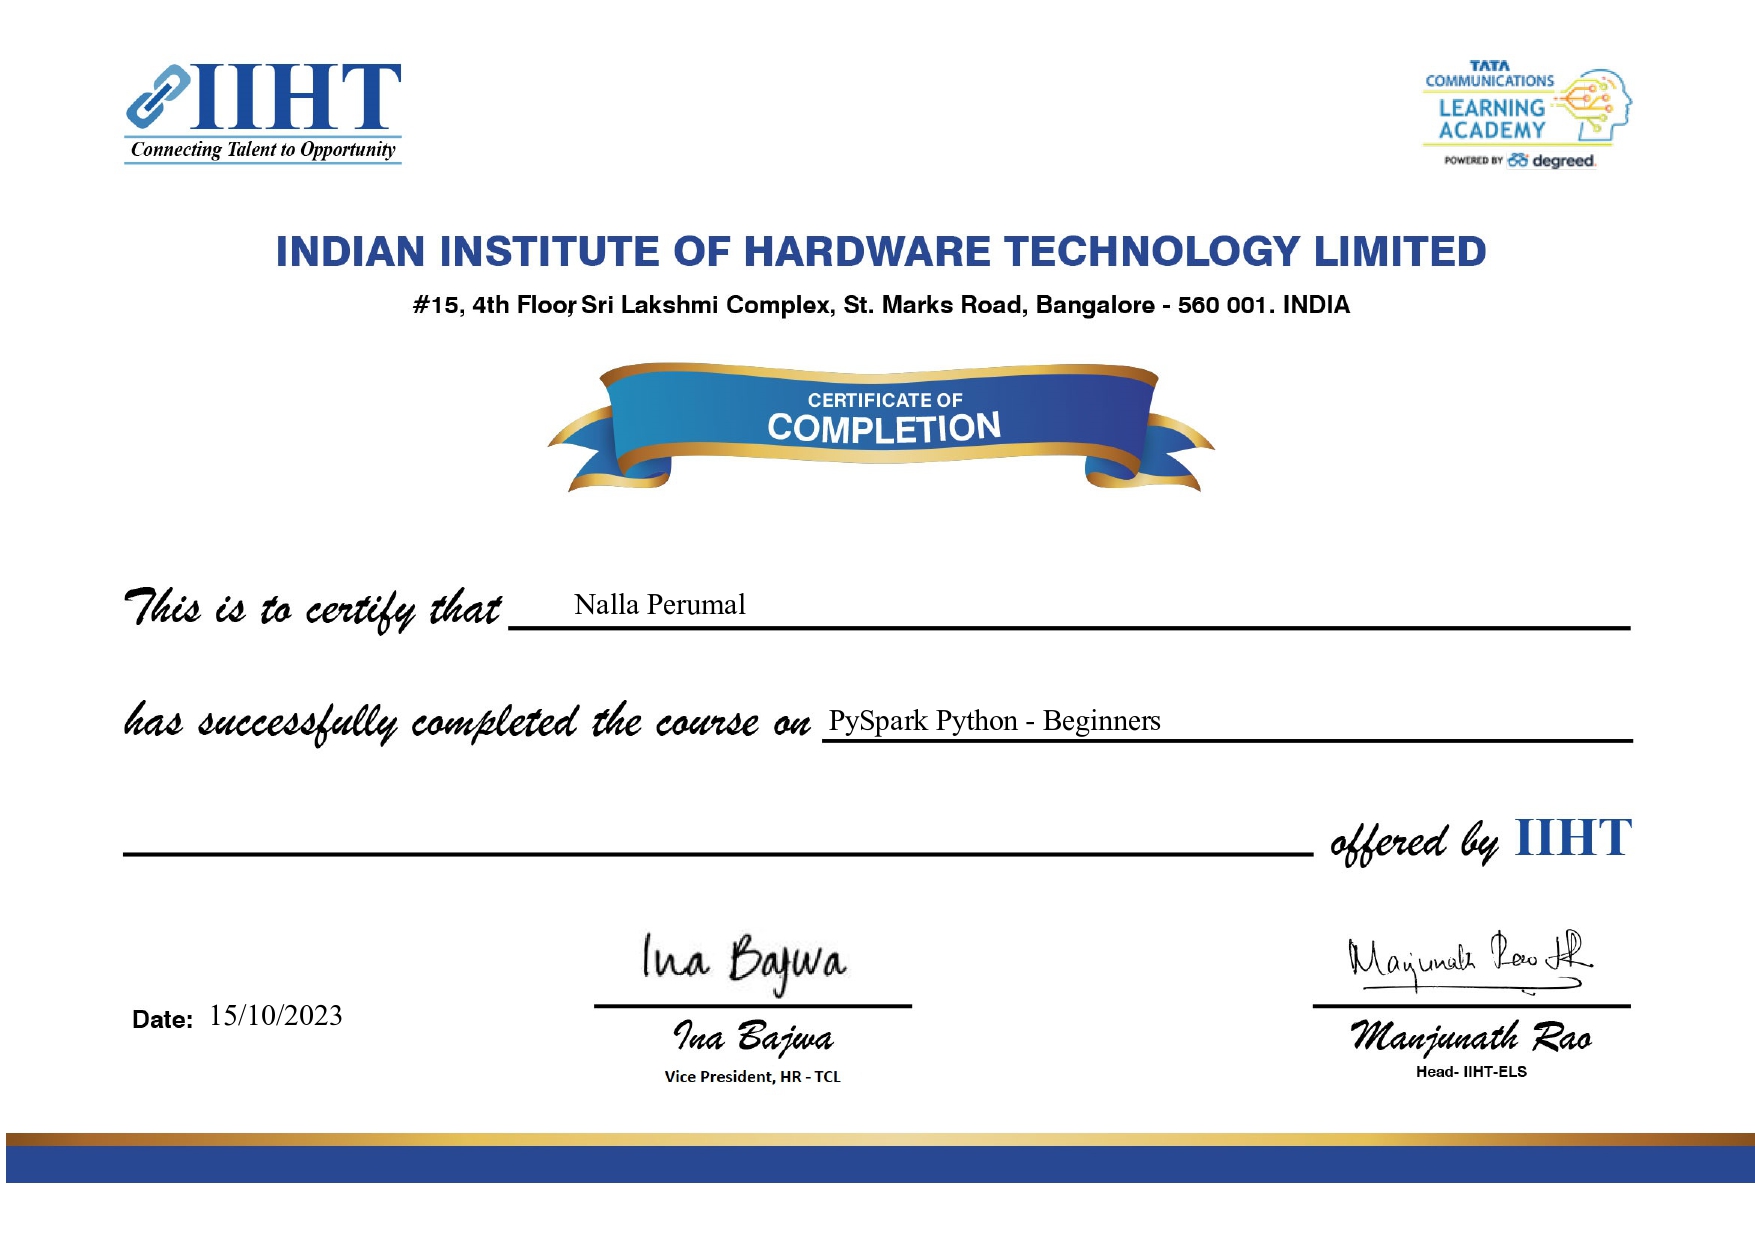 IIHT
Connecting Talent to Opportunity
TATA
COMMUNICATIONS
LEARNING
ACADEMY
POWERED BY degreed.
INDIAN INSTITUTE OF HARDWARE TECHNOLOGY LIMITED
#15, 4th Floor, Sri Lakshmi Complex, St. Marks Road, Bangalore - 560 001. INDIA
CERTIFICATE OF
COMPLETION
This is to certify that Nalla Perumal
has successfully completed the course on PySpark Python - Beginners
offered by IIHT
Ina Bajwa
Manjunath Rao HR
Date: 15/10/2023
Ina Bajwa
Manjunath Rao
Vice President, HR - TCL
Head- IIHT-ELS